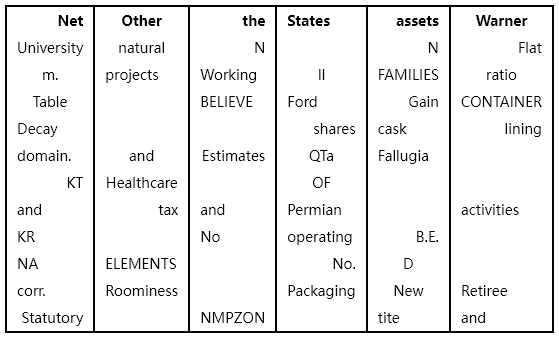 Net Other the States assets Warner
University natural N N Flat
m. projects Working II FAMILIES ratio
Table BELIEVE Ford Gain CONTAINER
Decay shares cask lining
domain. and Estimates QTa Fallugia
KT Healthcare OF
and tax and Permian activities
KR No operating B.E.
NA ELEMENTS No. D
corr. Roominess Packaging New Retiree
Statutory NMPZON tite and